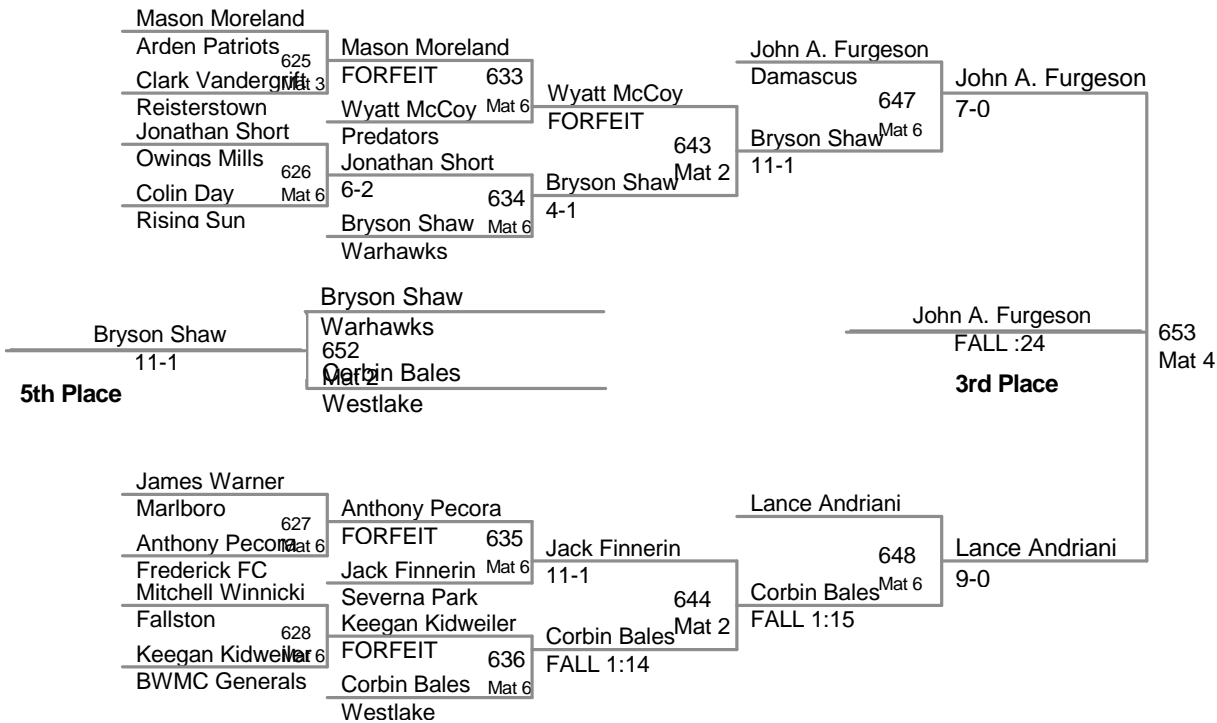 Mason Moreland
Arden Patriots
625
Mat 3
Clark Vandergrift
Reisterstown
Jonathan Short
Owings Mills
626
Mat 6
Colin Day
Rising Sun
Mason Moreland
FORFEIT
633
Mat 6
Wyatt McCoy
Predators
Jonathan Short
6-2
634
Mat 6
Bryson Shaw
Warhawks
Wyatt McCoy
FORFEIT
643
Mat 2
Bryson Shaw
4-1
John A. Furgeson
Damascus
647
Mat 6
Bryson Shaw
11-1
John A. Furgeson
7-0
Bryson Shaw
11-1
5th Place
Bryson Shaw
Warhawks
652
Mat 2
Corbin Bales
Westlake
John A. Furgeson
FALL :24
3rd Place
653
Mat 4
James Warner
Marlboro
627
Mat 6
Anthony Pecora
Frederick FC
Mitchell Winnicki
Fallston
628
Mat 6
Keegan Kidweiler
BWMC Generals
Anthony Pecora
FORFEIT
635
Mat 6
Jack Finnerin
Severna Park
Keegan Kidweiler
FORFEIT
636
Mat 6
Corbin Bales
Westlake
Jack Finnerin
11-1
644
Mat 2
Corbin Bales
FALL 1:14
Lance Andriani
648
Mat 6
Corbin Bales
FALL 1:15
Lance Andriani
9-0